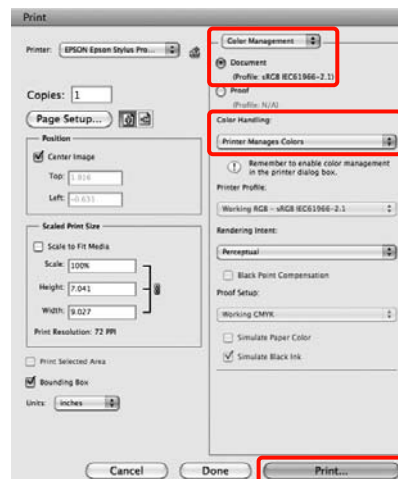 Print
Printer: EPSON Epson Stylus Pro...
Copies: 1
Page Setup...
Position
Center Image
Top: 1.916
Left: -0.631
Scaled Print Size
Scale to Fit Media
Scale: 100%
Height: 7.041
Width: 9.027
Print Resolution: 72 PPI
Print Selected Area
Bounding Box
Units: inches
Color Management
Document
(Profile: sRGB IEC61966-2.1)
Proof
(Profile: N/A)
Color Handling:
Printer Manages Colors
Remember to enable color management
in the printer dialog box.
Printer Profile:
Working RGB - sRGB IEC61966-2.1
Rendering Intent:
Perceptual
Black Point Compensation
Proof Setup:
Working CMYK
Simulate Paper Color
Simulate Black Ink
Cancel
Done
Print...